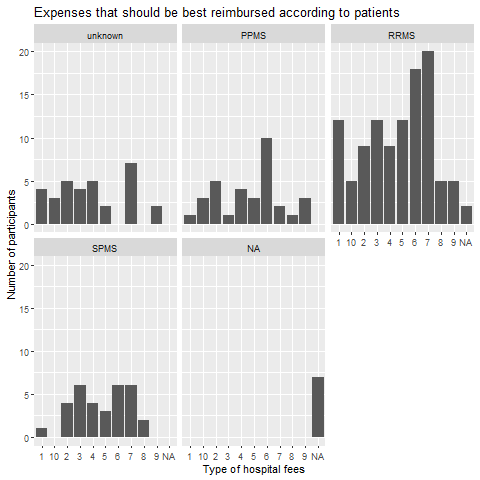 Expenses that should be best reimbursed according to patients
unknown
PPMS
RRMS
20
15
10
5
0
1 10 2 3 4 5 6 7 8 9 NA
SPMS
NA
20
15
10
5
0
1 10 2 3 4 5 6 7 8 9 NA
1 10 2 3 4 5 6 7 8 9 NA
Number of participants
Type of hospital fees